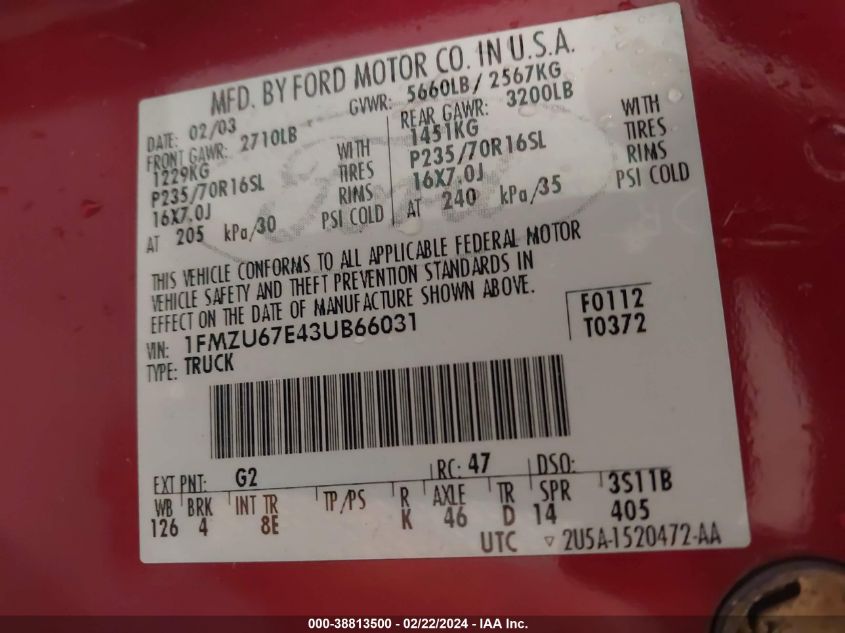 MFD. BY FORD MOTOR CO. IN U.S.A.
DATE: 02/03 GVWR: 5660LB / 2567KG
FRONT GAWR: 2710LB REAR GAWR: 3200LB
1229KG WITH 1451KG WITH
P235/70R16SL TIRES P235/70R16SL TIRES
16X7.0J RIMS 16X7.0J RIMS
AT 205 kPa/30 PSI COLD AT 240 kPa/35 PSI COLD
THIS VEHICLE CONFORMS TO ALL APPLICABLE FEDERAL MOTOR
VEHICLE SAFETY AND THEFT PREVENTION STANDARDS IN
EFFECT ON THE DATE OF MANUFACTURE SHOWN ABOVE.
VIN: 1FMZU67E43UB66031
TYPE: TRUCK
F0112
T0372
EXT PNT: G2 RC: 47 DSO:
WB BRK INT TR TP/PS R AXLE TR SPR 3S11B
126 4 8E K 46 D 14 405
UTC ▽ 2U5A-1520472-AA
000-38813500 - 02/22/2024 - IAA Inc.